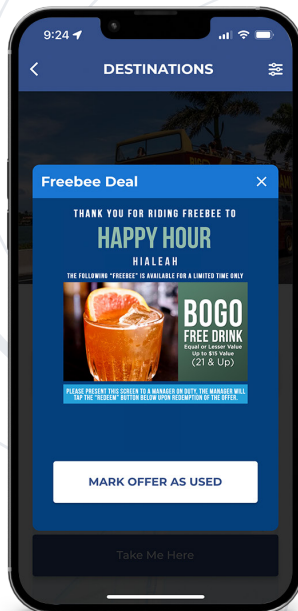 9:24
DESTINATIONS
Freebee Deal
THANK YOU FOR RIDING FREEBEE TO
HAPPY HOUR
HIALEAH
THE FOLLOWING "FREEBEE" IS AVAILABLE FOR A LIMITED TIME ONLY
BOGO
FREE DRINK
Equal or Lesser Value
Up to $15 Value
(21 & Up)
PLEASE PRESENT THIS SCREEN TO A MANAGER ON DUTY. THE MANAGER WILL
TAP THE "REDEEM" BUTTON BELOW UPON REDEMPTION OF THE OFFER.
MARK OFFER AS USED
Take Me Here